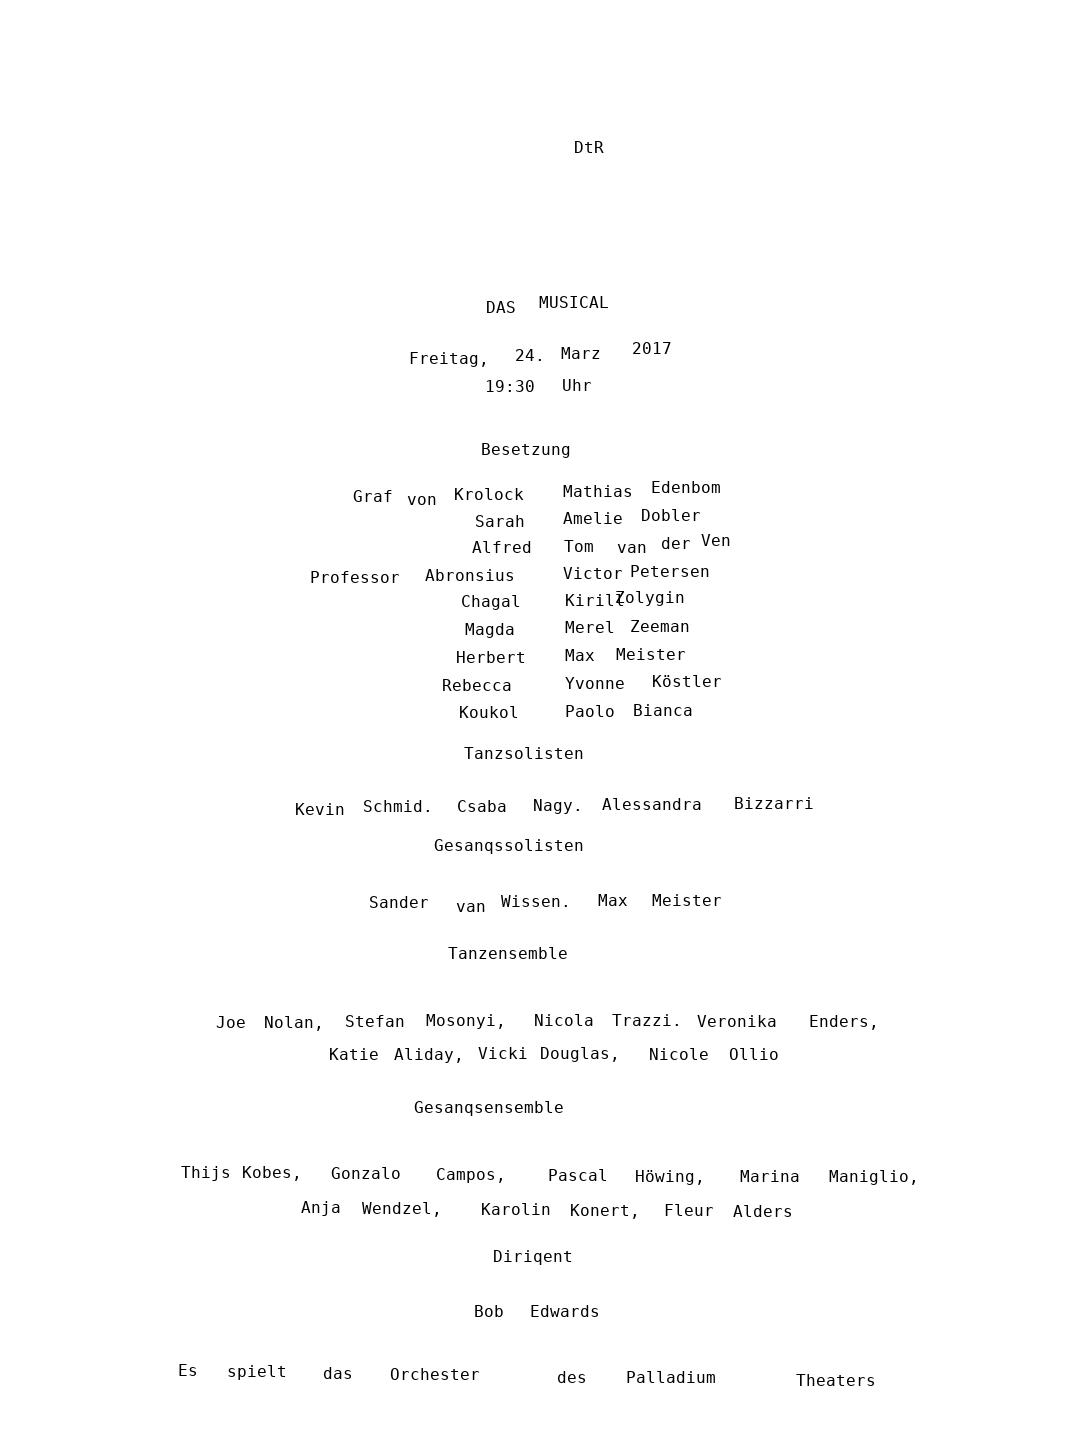 DtR
DAS MUSICAL
Freitag, 24. Marz 2017
19:30 Uhr
Besetzung
Graf von Krolock Mathias Edenbom
Sarah Amelie Dobler
Alfred Tom van der Ven
Professor Abronsius Victor Petersen
Chagal Kirill Zolygin
Magda Merel Zeeman
Herbert Max Meister
Rebecca Yvonne Köstler
Koukol Paolo Bianca
Tanzsolisten
Kevin Schmid. Csaba Nagy. Alessandra Bizzarri
Gesanqssolisten
Sander van Wissen. Max Meister
Tanzensemble
Joe Nolan, Stefan Mosonyi, Nicola Trazzi. Veronika Enders,
Katie Aliday, Vicki Douglas, Nicole Ollio
Gesanqsensemble
Thijs Kobes, Gonzalo Campos, Pascal Höwing, Marina Maniglio,
Anja Wendzel, Karolin Konert, Fleur Alders
Diriqent
Bob Edwards
Es spielt das Orchester des Palladium Theaters